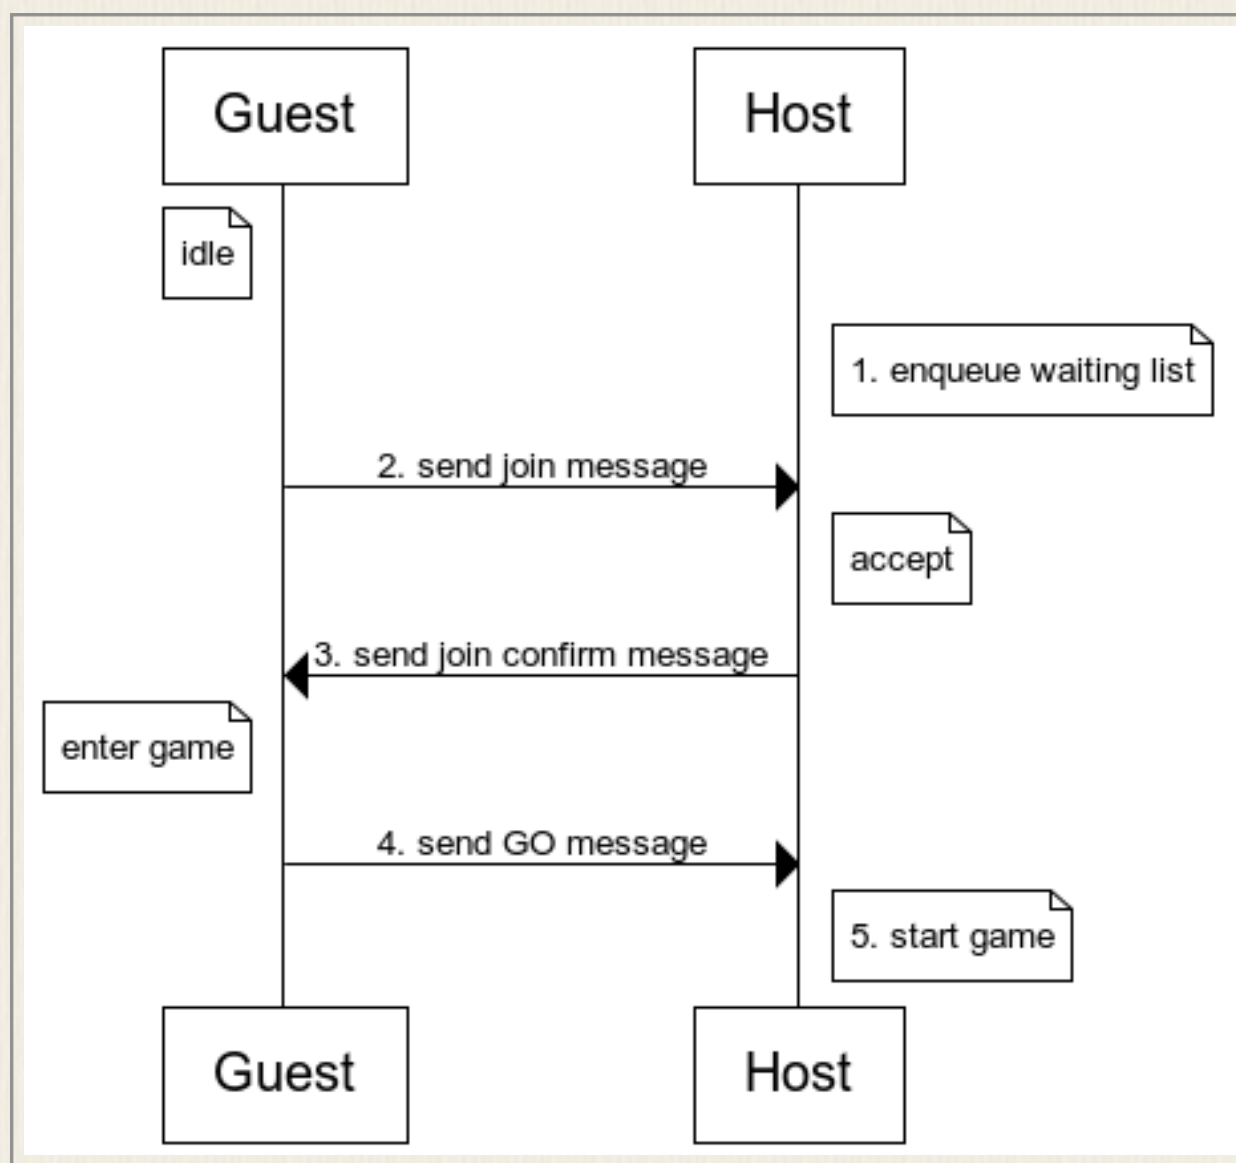 Guest
Host
idle
1. enqueue waiting list
2. send join message
accept
3. send join confirm message
enter game
4. send GO message
5. start game
Guest
Host